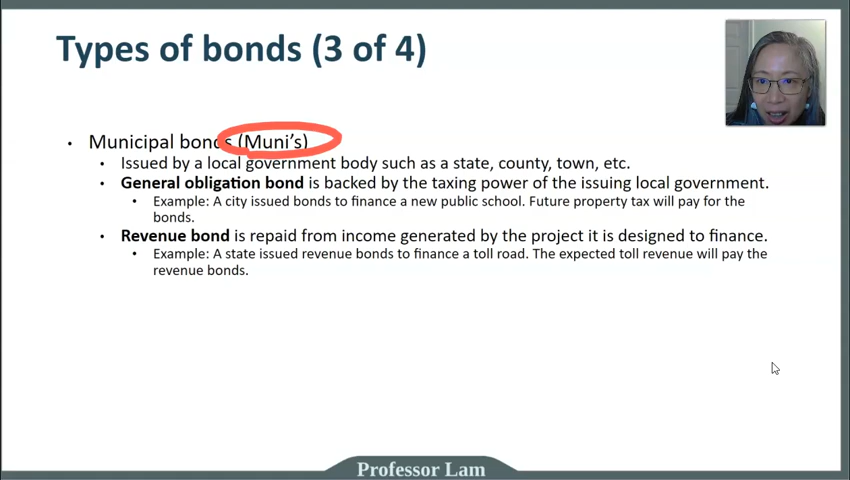 Types of bonds (3 of 4)
• Municipal bonds (Muni's)
• Issued by a local government body such as a state, county, town, etc.
• General obligation bond is backed by the taxing power of the issuing local government.
• Example: A city issued bonds to finance a new public school. Future property tax will pay for the
bonds.
• Revenue bond is repaid from income generated by the project it is designed to finance.
• Example: A state issued revenue bonds to finance a toll road. The expected toll revenue will pay the
revenue bonds.
Professor Lam